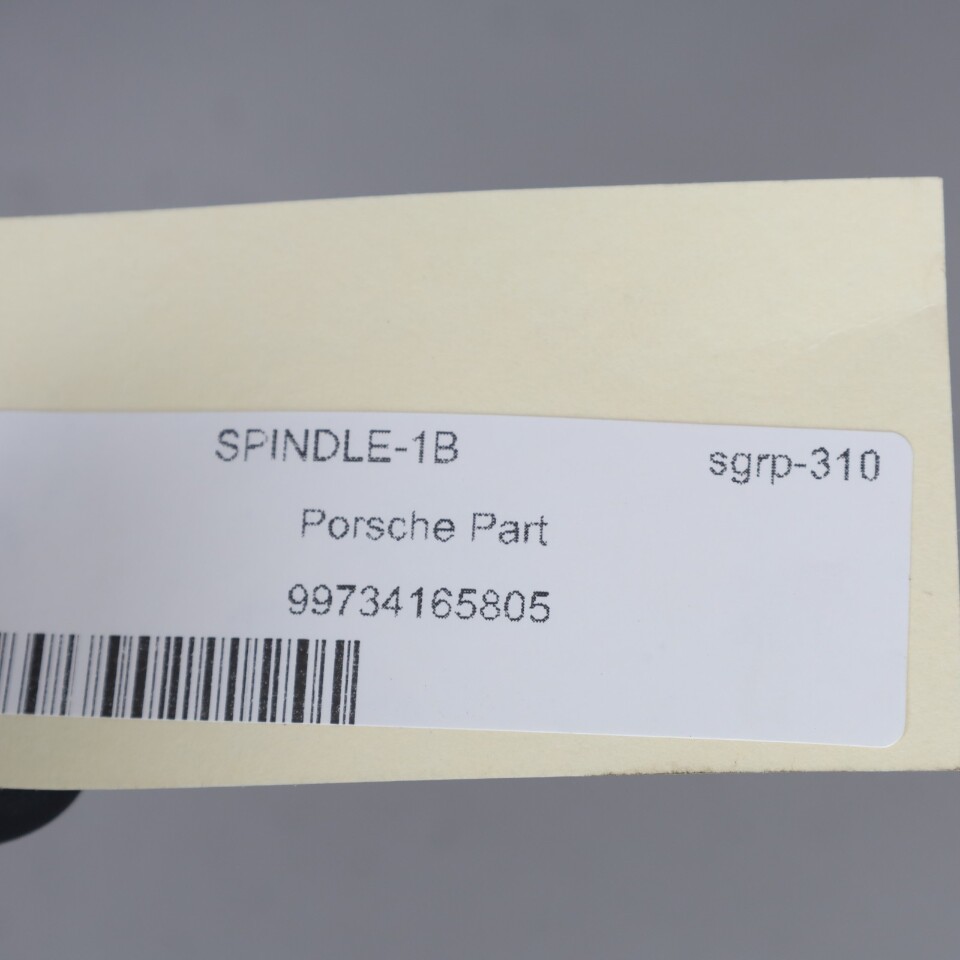 SPINDLE-1B sgrp-310
Porsche Part
99734165805